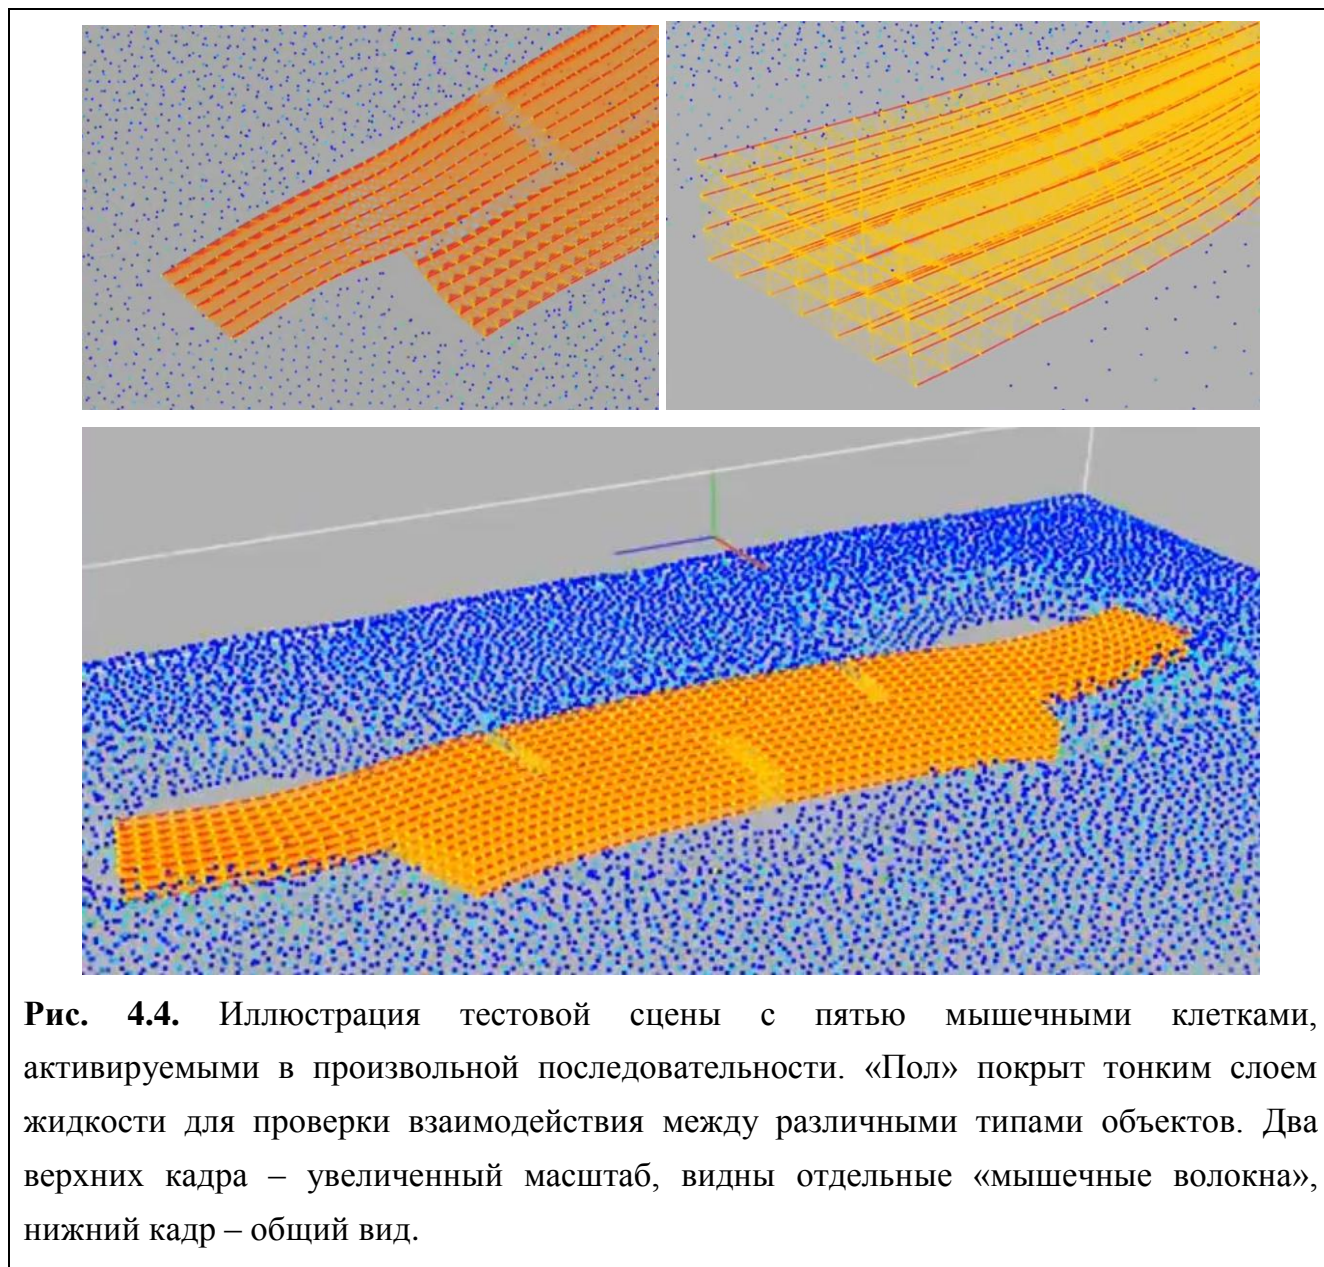 Рис. 4.4. Иллюстрация тестовой сцены с пятью мышечными клетками,
активируемыми в произвольной последовательности. «Пол» покрыт тонким слоем
жидкости для проверки взаимодействия между различными типами объектов. Два
верхних кадра – увеличенный масштаб, видны отдельные «мышечные волокна»,
нижний кадр – общий вид.